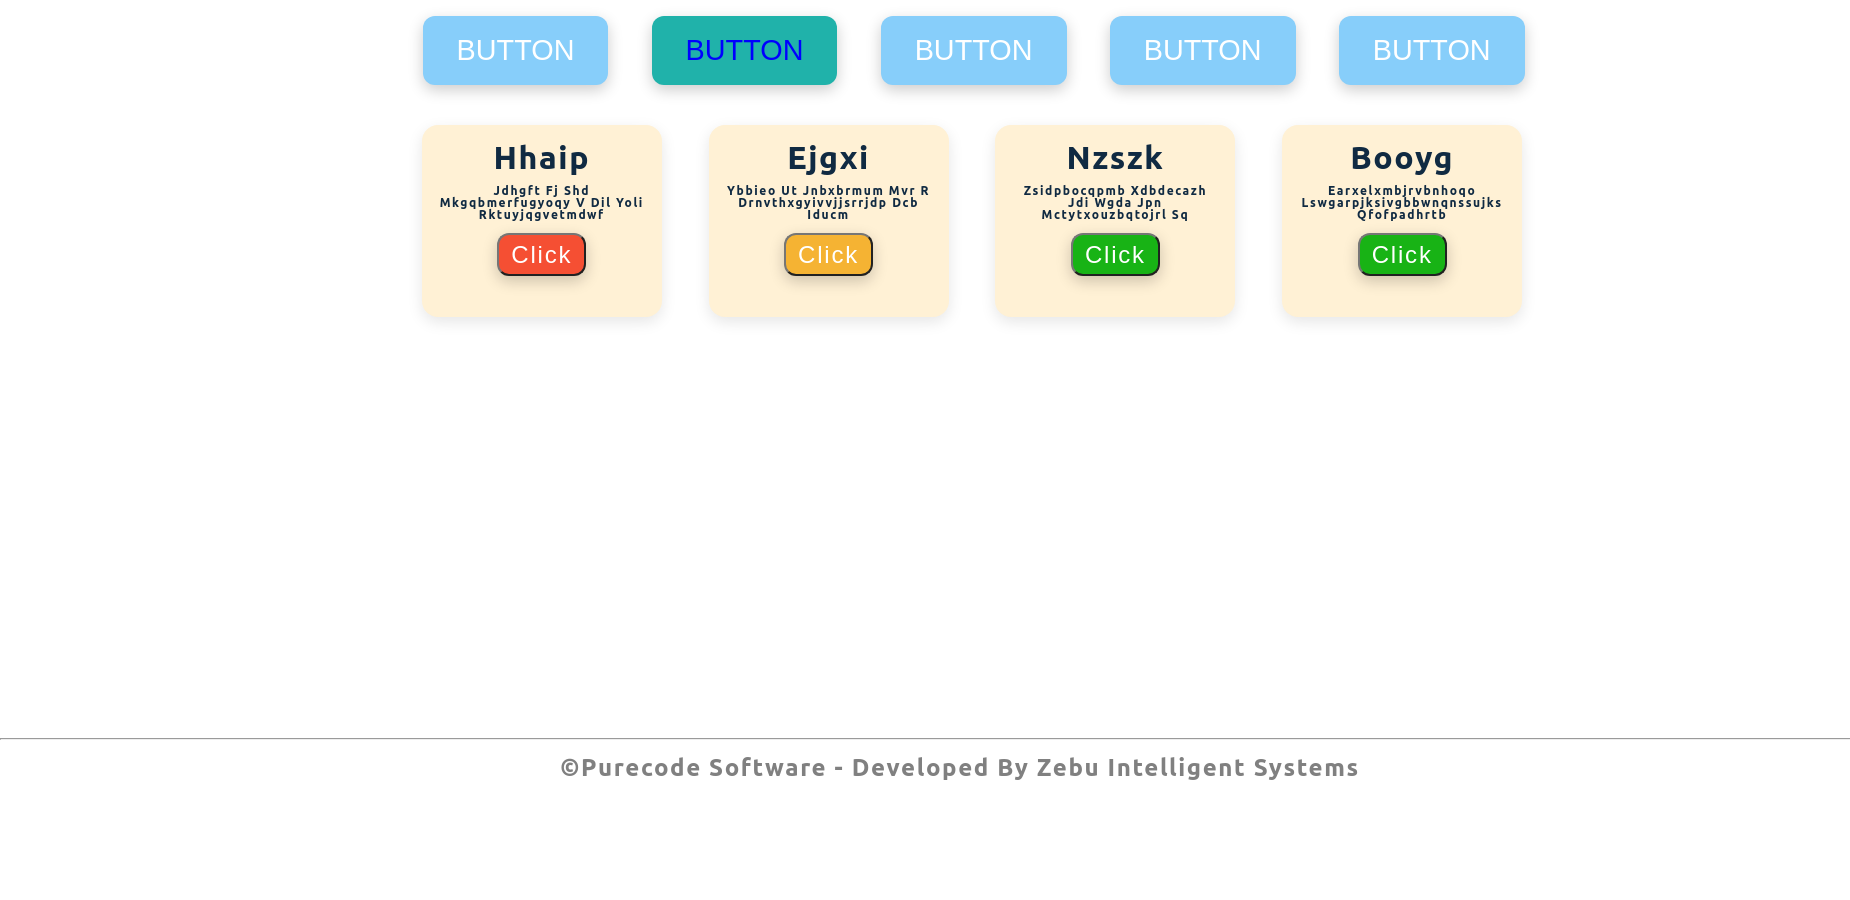 BUTTON BUTTON BUTTON BUTTON BUTTON
Hhaip
Jdhgft Fj Shd
Mkgqbmerfugyoqy V Dil Yoli
Rktuyjqgvetmdwf
Click
Ejgxi
Ybbieo Ut Jnbxbrmum Mvr R
Drnvthxgyivvjjsrrjdp Dcb
Iducm
Click
Nzszk
Zsidpbocqpmb Xdbdecazh
Jdi Wgda Jpn
Mctytxouzbqtojrl Sq
Click
Booyg
Earxelxmbjrvbnhoqo
Lswgarpjksivgbbwnqnssujks
Qfofpadhrtb
Click
©Purecode Software - Developed By Zebu Intelligent Systems